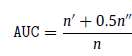 AUC = n′ + 0.5n″ / n